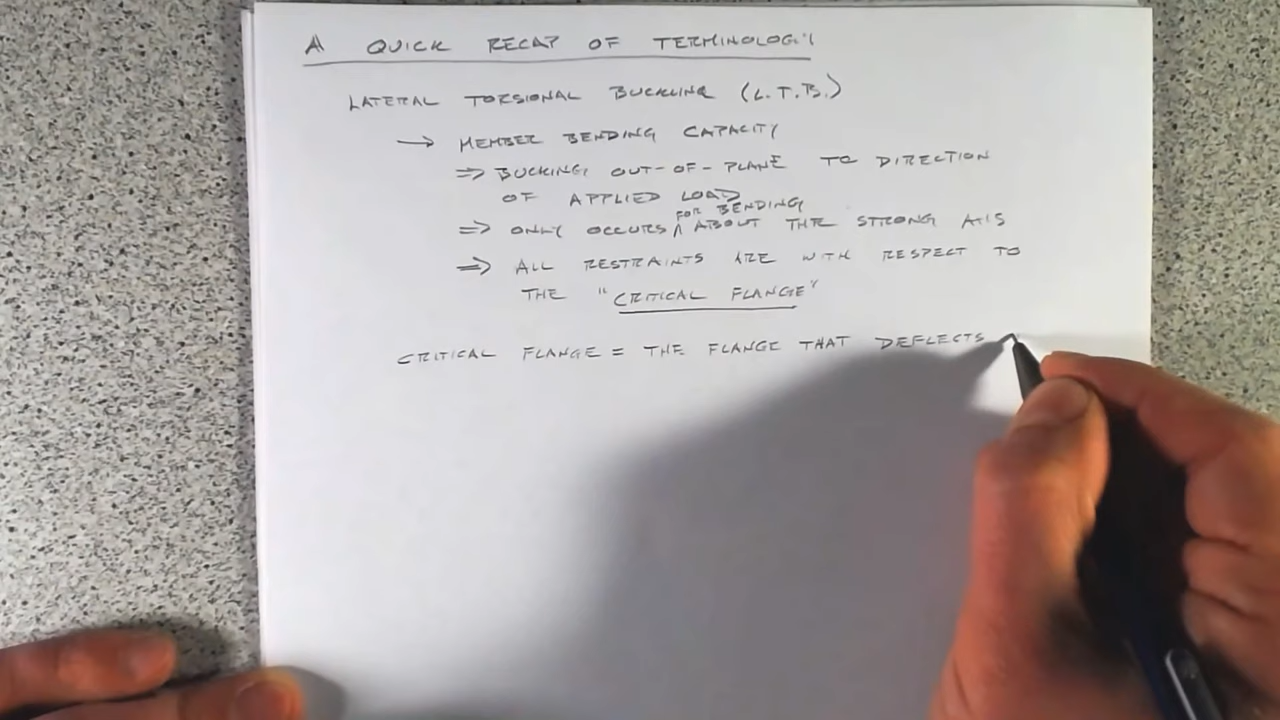 A QUICK RECAP OF TERMINOLOGY
LATERAL TORSIONAL BUCKLING (L.T.B.)
→ MEMBER BENDING CAPACITY
⇒ BUCKING OUT-OF-PLANE TO DIRECTION
OF APPLIED LOAD
FOR BENDING
⇒ ONLY OCCURS ∧ ABOUT THE STRONG AXIS
⇒ ALL RESTRAINTS ARE WITH RESPECT TO
THE "CRITICAL FLANGE"
CRITICAL FLANGE = THE FLANGE THAT DEFLECTS